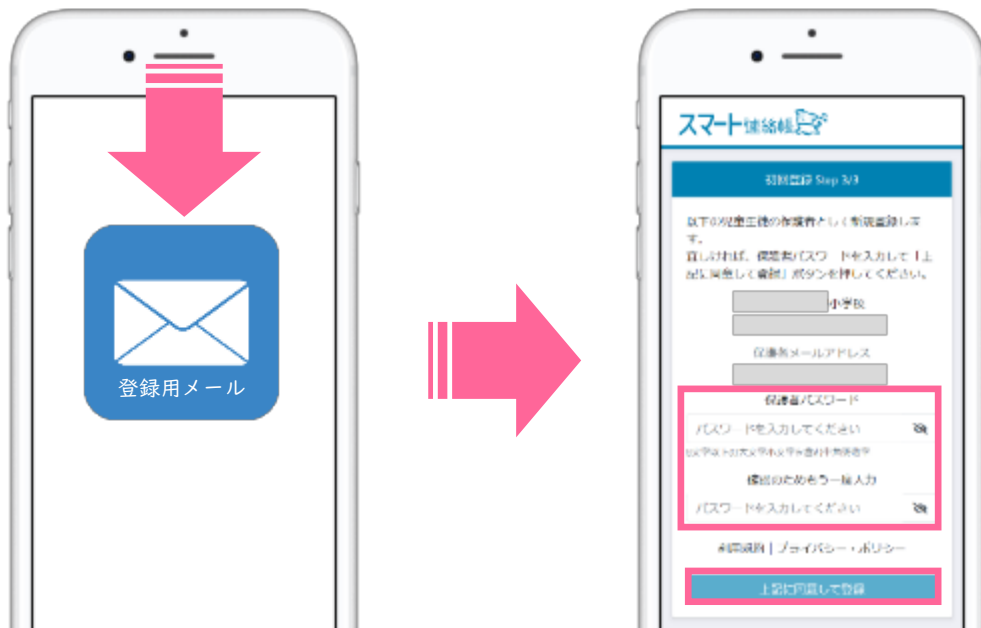 登録用メール
スマート連絡帳
初回登録 Step 3/3
以下の児童生徒の保護者として新規登録しま
す。
宜しければ、保護者パスワードを入力して「上
記に同意して登録」ボタンを押してください。
小学校
保護者メールアドレス
保護者パスワード
パスワードを入力してください
確認のためもう一度入力
パスワードを入力してください
利用規約 | プライバシー・ポリシー
上記に同意して登録